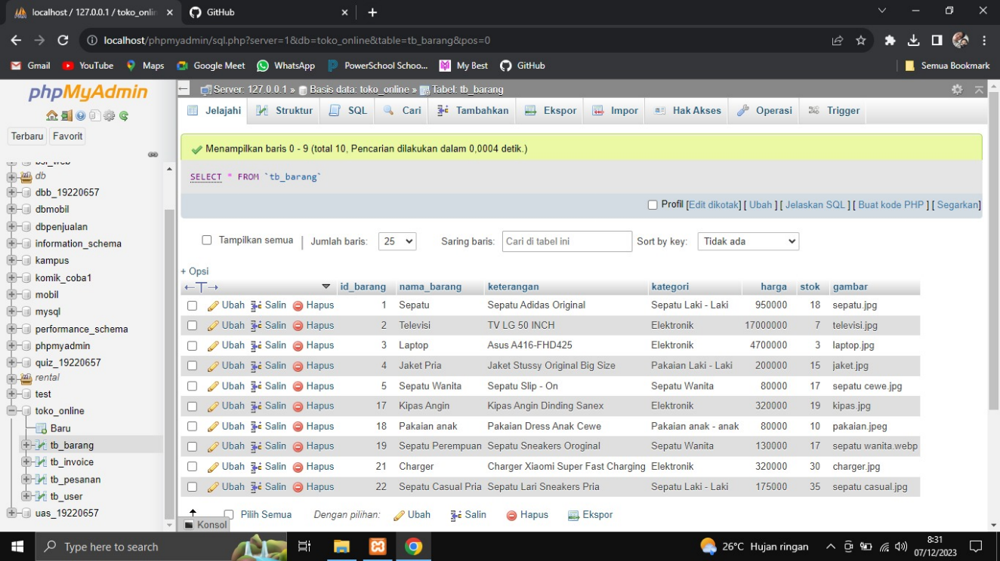 localhost / 127.0.0.1 / toko_onlin
GitHub
localhost/phpmyadmin/sql.php?server=1&db=toko_online&table=tb_barang&pos=0
Gmail YouTube Maps Google Meet WhatsApp PowerSchool Schoo... My Best GitHub Semua Bookmark
phpMyAdmin
Terbaru Favorit
db
dbb_19220657
dbmobil
dbpenjualan
information_schema
kampus
komik_coba1
mobil
mysql
performance_schema
phpmyadmin
quiz_19220657
rental
test
toko_online
Baru
tb_barang
tb_invoice
tb_pesanan
tb_user
uas_19220657
Server: 127.0.0.1 » Basis data: toko_online » Tabel: tb_barang
Jelajahi Struktur SQL Cari Tambahkan Ekspor Impor Hak Akses Operasi Trigger
Menampilkan baris 0 - 9 (total 10, Pencarian dilakukan dalam 0,0004 detik.)
SELECT * FROM `tb_barang`
Profil [Edit dikotak] [ Ubah ] [ Jelaskan SQL ] [ Buat kode PHP ] [ Segarkan]
Tampilkan semua | Jumlah baris: 25 Saring baris: Cari di tabel ini Sort by key: Tidak ada
+ Opsi
←T→ id_barang nama_barang keterangan kategori harga stok gambar
Ubah Salin Hapus 1 Sepatu Sepatu Adidas Original Sepatu Laki - Laki 950000 18 sepatu.jpg
Ubah Salin Hapus 2 Televisi TV LG 50 INCH Elektronik 17000000 7 televisi.jpg
Ubah Salin Hapus 3 Laptop Asus A416-FHD425 Elektronik 4700000 3 laptop.jpg
Ubah Salin Hapus 4 Jaket Pria Jaket Stussy Original Big Size Pakaian Laki - Laki 200000 15 jaket.jpg
Ubah Salin Hapus 5 Sepatu Wanita Sepatu Slip - On Sepatu Wanita 80000 17 sepatu cewe.jpg
Ubah Salin Hapus 17 Kipas Angin Kipas Angin Dinding Sanex Elektronik 320000 19 kipas.jpg
Ubah Salin Hapus 18 Pakaian anak Pakaian Dress Anak Cewe Pakaian anak - anak 80000 10 pakaian.jpeg
Ubah Salin Hapus 19 Sepatu Perempuan Sepatu Sneakers Oroginal Sepatu Wanita 130000 17 sepatu wanita.webp
Ubah Salin Hapus 21 Charger Charger Xiaomi Super Fast Charging Elektronik 320000 30 charger.jpg
Ubah Salin Hapus 22 Sepatu Casual Pria Sepatu Lari Sneakers Pria Sepatu Laki - Laki 175000 35 sepatu casual.jpg
Pilih Semua Dengan pilihan: Ubah Salin Hapus Ekspor
Konsol
Type here to search
26°C Hujan ringan
8:31
07/12/2023